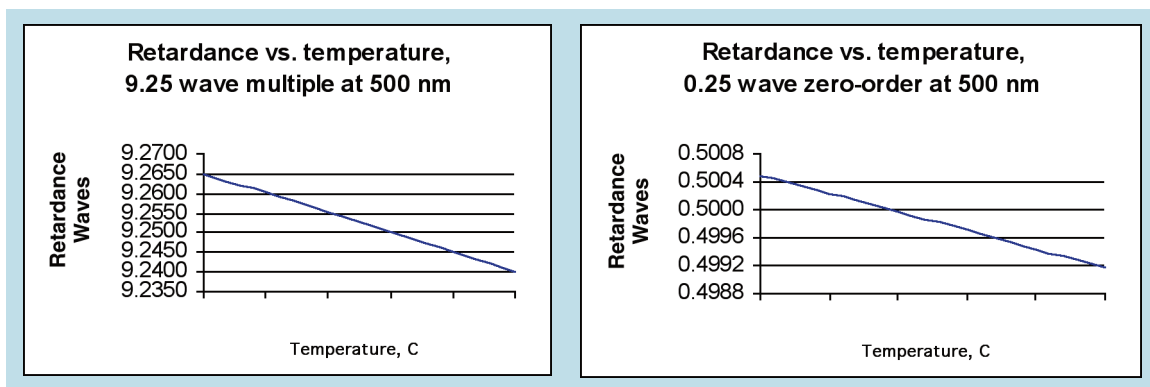 Retardance vs. temperature,
9.25 wave multiple at 500 nm
Retardance
Waves
9.2700
9.2650
9.2600
9.2550
9.2500
9.2450
9.2400
9.2350
Temperature, C
Retardance vs. temperature,
0.25 wave zero-order at 500 nm
Retardance
Waves
0.5008
0.5004
0.5000
0.4996
0.4992
0.4988
Temperature, C